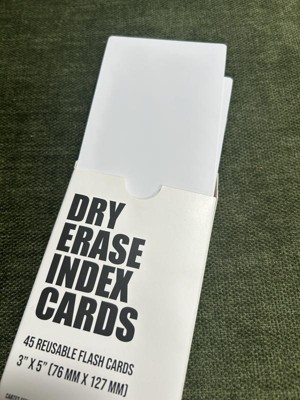 DRY
ERASE
INDEX
CARDS
45 REUSABLE FLASH CARDS
3" X 5" (76 MM X 127 MM)